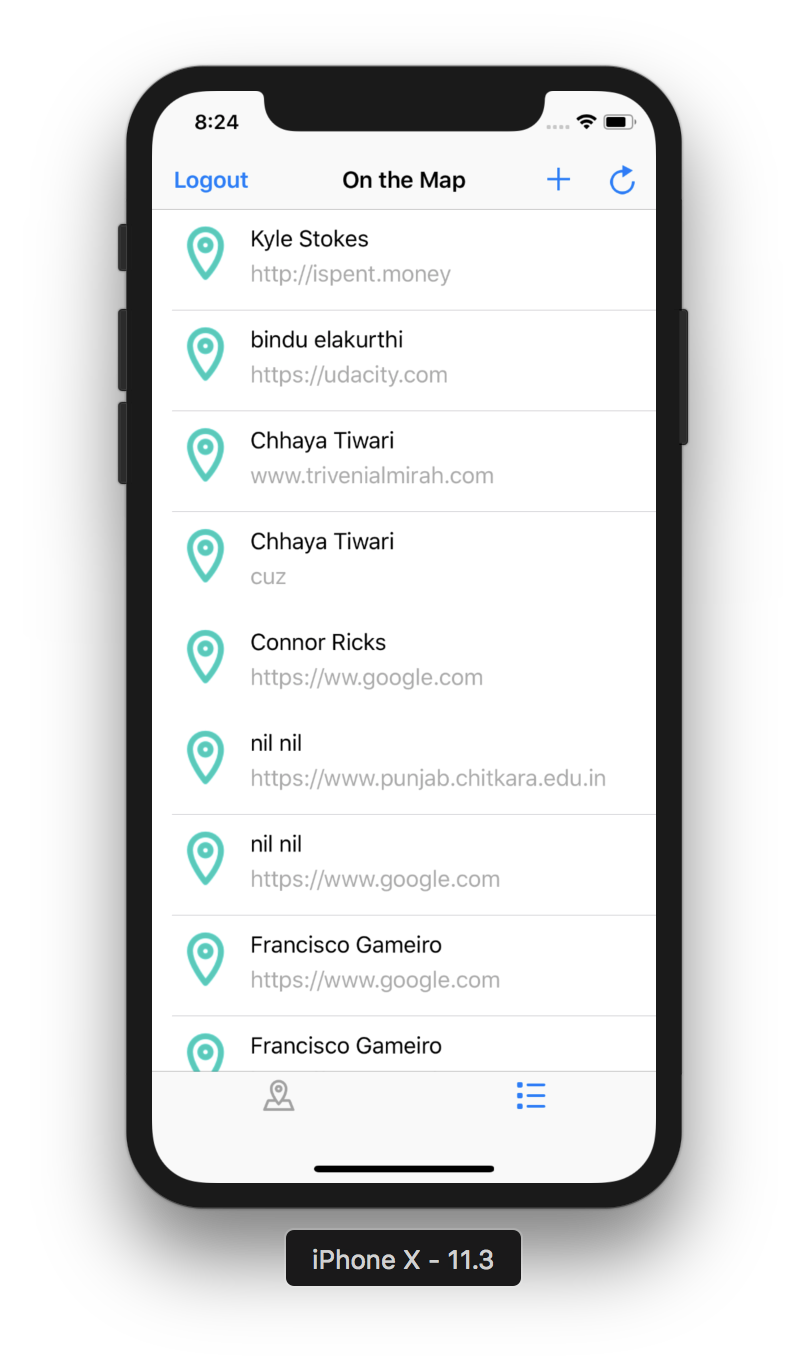 8:24
Logout On the Map
Kyle Stokes
http://ispent.money
bindu elakurthi
https://udacity.com
Chhaya Tiwari
www.trivenialmirah.com
Chhaya Tiwari
cuz
Connor Ricks
https://ww.google.com
nil nil
https://www.punjab.chitkara.edu.in
nil nil
https://www.google.com
Francisco Gameiro
https://www.google.com
Francisco Gameiro
iPhone X - 11.3